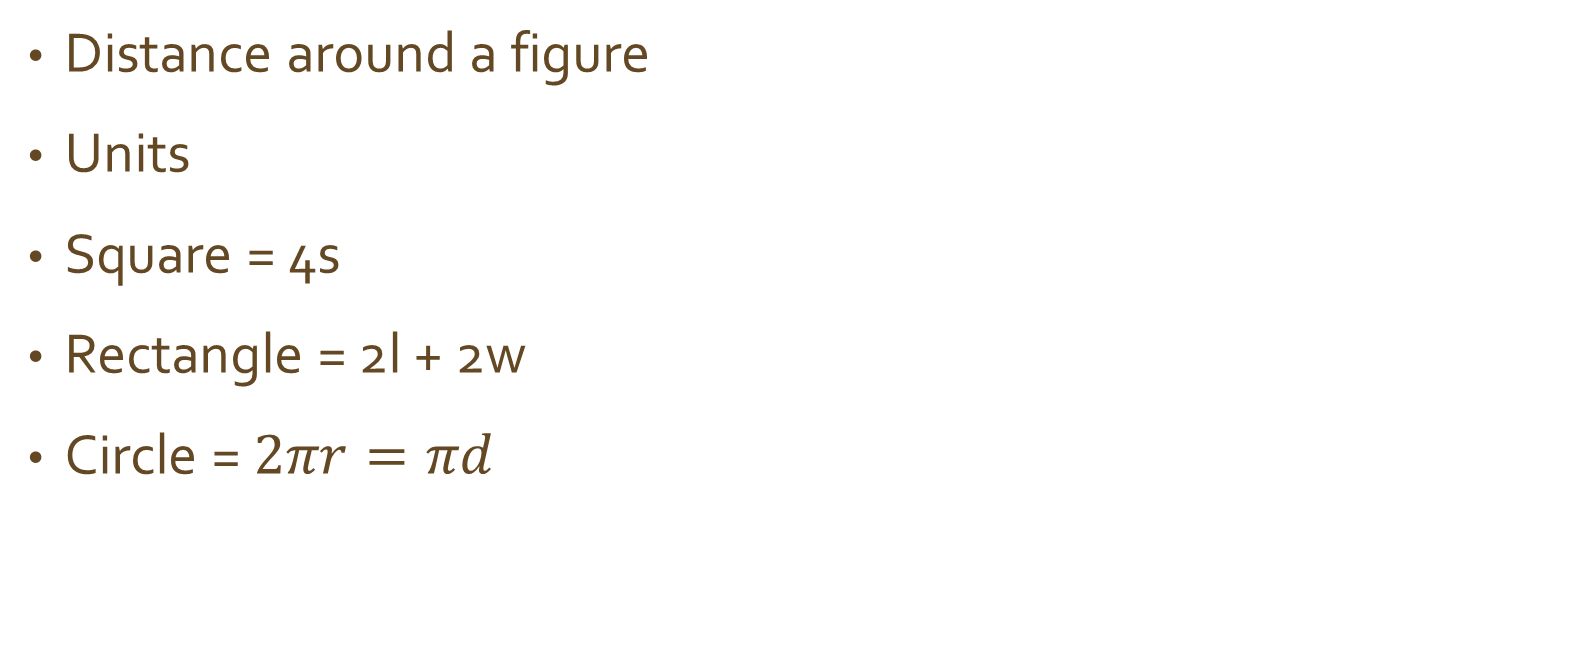 • Distance around a figure
• Units
• Square = 4s
• Rectangle = 2l + 2w
• Circle = 2πr = πd